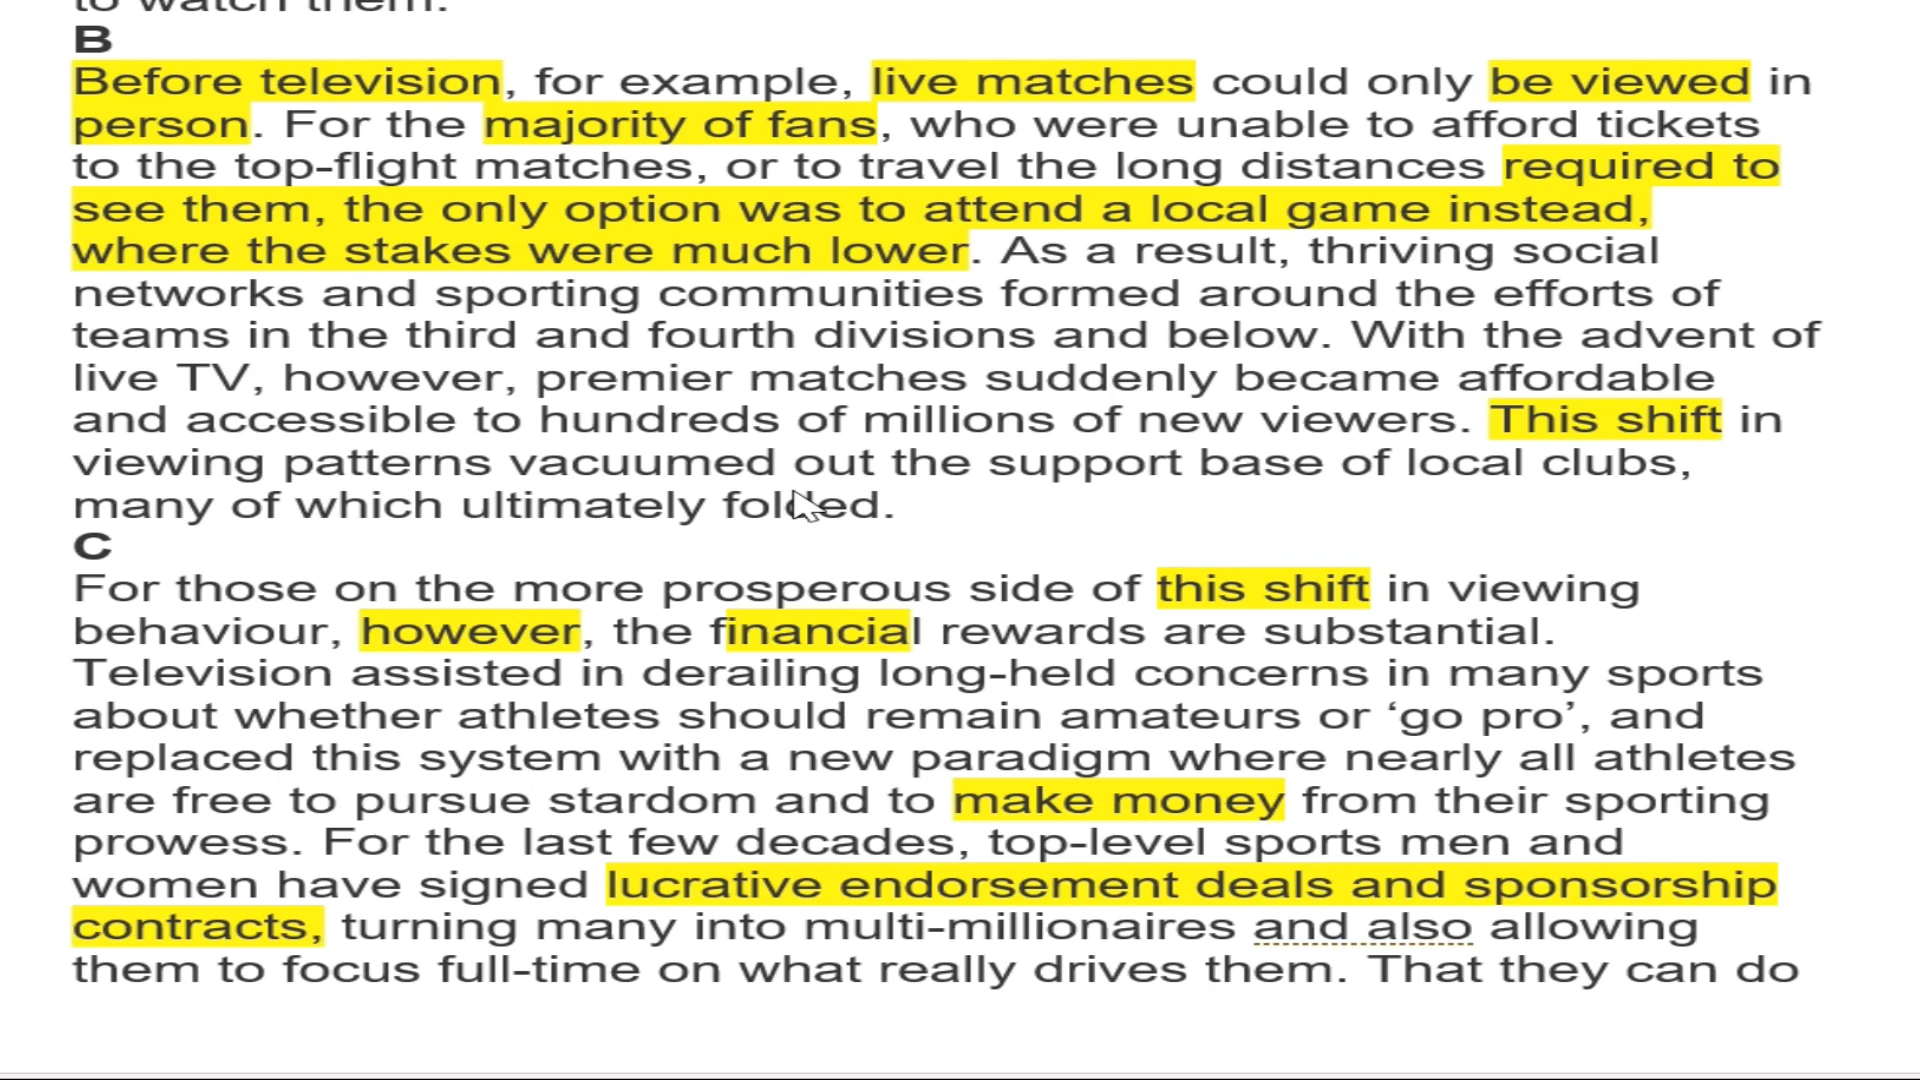 to watch them.
B
Before television, for example, live matches could only be viewed in
person. For the majority of fans, who were unable to afford tickets
to the top-flight matches, or to travel the long distances required to
see them, the only option was to attend a local game instead,
where the stakes were much lower. As a result, thriving social
networks and sporting communities formed around the efforts of
teams in the third and fourth divisions and below. With the advent of
live TV, however, premier matches suddenly became affordable
and accessible to hundreds of millions of new viewers. This shift in
viewing patterns vacuumed out the support base of local clubs,
many of which ultimately folded.
C
For those on the more prosperous side of this shift in viewing
behaviour, however, the financial rewards are substantial.
Television assisted in derailing long-held concerns in many sports
about whether athletes should remain amateurs or ‘go pro’, and
replaced this system with a new paradigm where nearly all athletes
are free to pursue stardom and to make money from their sporting
prowess. For the last few decades, top-level sports men and
women have signed lucrative endorsement deals and sponsorship
contracts, turning many into multi-millionaires and also allowing
them to focus full-time on what really drives them. That they can do